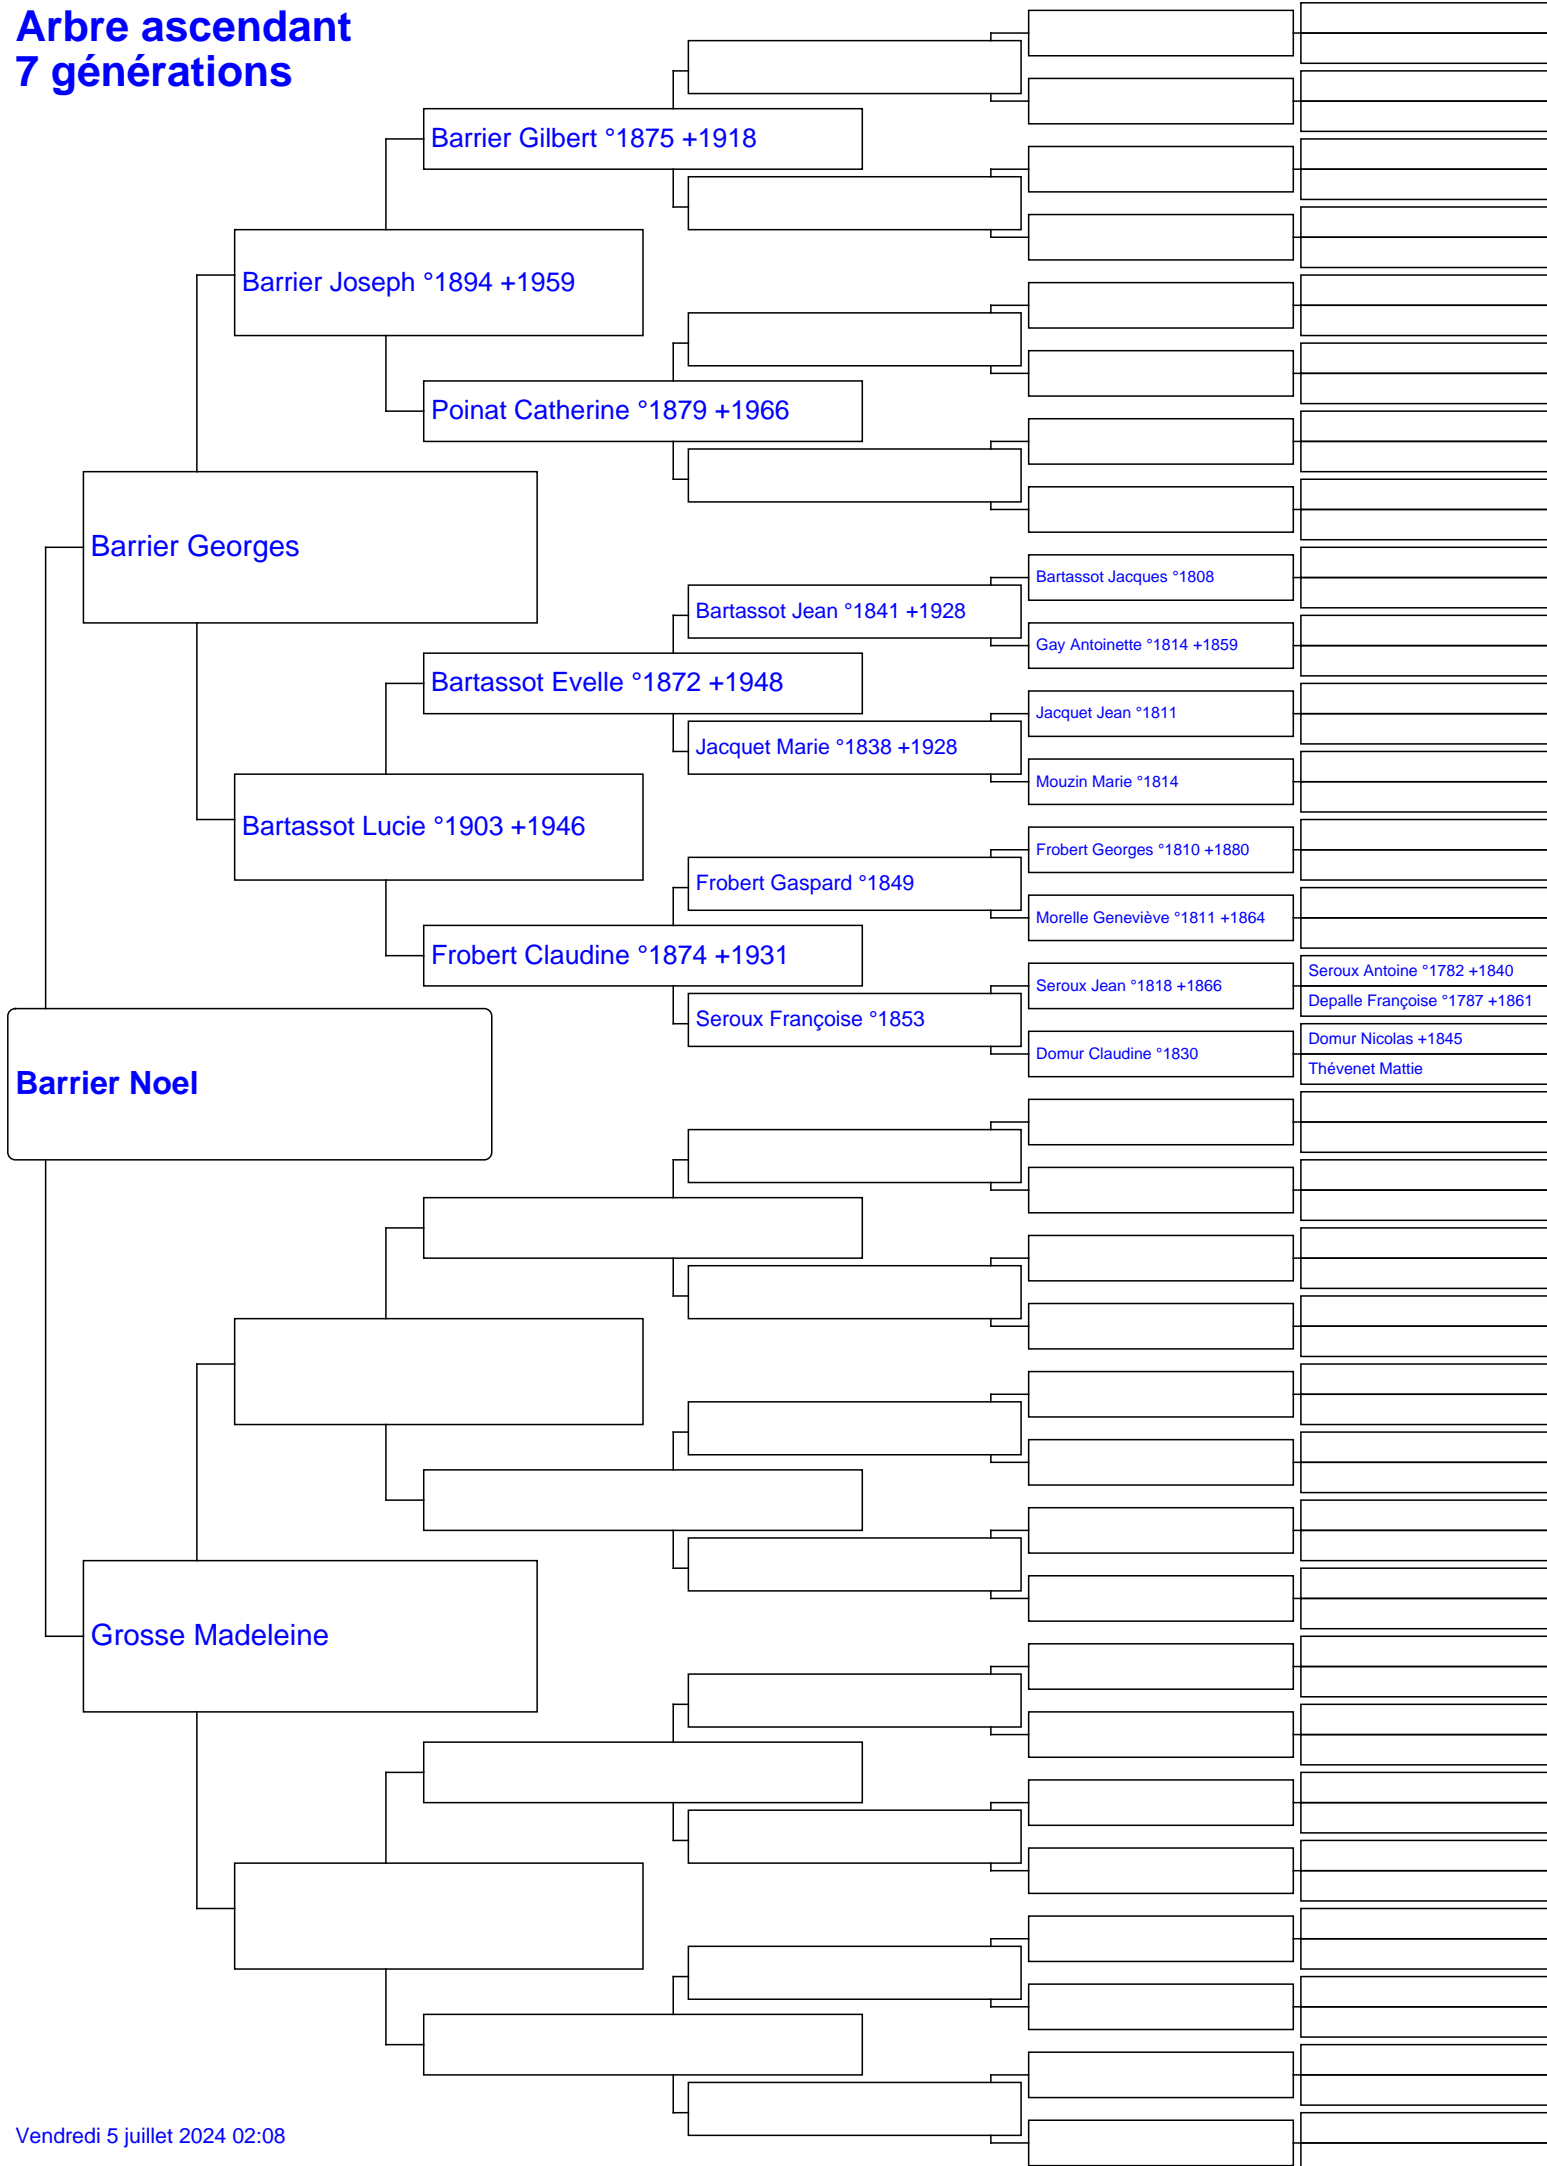 Arbre ascendant
7 générations
Barrier Gilbert °1875 +1918
Barrier Joseph °1894 +1959
Poinat Catherine °1879 +1966
Barrier Georges
Bartassot Jacques °1808
Bartassot Jean °1841 +1928
Gay Antoinette °1814 +1859
Bartassot Evelle °1872 +1948
Jacquet Jean °1811
Jacquet Marie °1838 +1928
Mouzin Marie °1814
Bartassot Lucie °1903 +1946
Frobert Georges °1810 +1880
Frobert Gaspard °1849
Morelle Geneviève °1811 +1864
Frobert Claudine °1874 +1931
Seroux Antoine °1782 +1840
Seroux Jean °1818 +1866
Depalle Françoise °1787 +1861
Seroux Françoise °1853
Domur Nicolas +1845
Domur Claudine °1830
Thévenet Mattie
Barrier Noel
Grosse Madeleine
Vendredi 5 juillet 2024 02:08